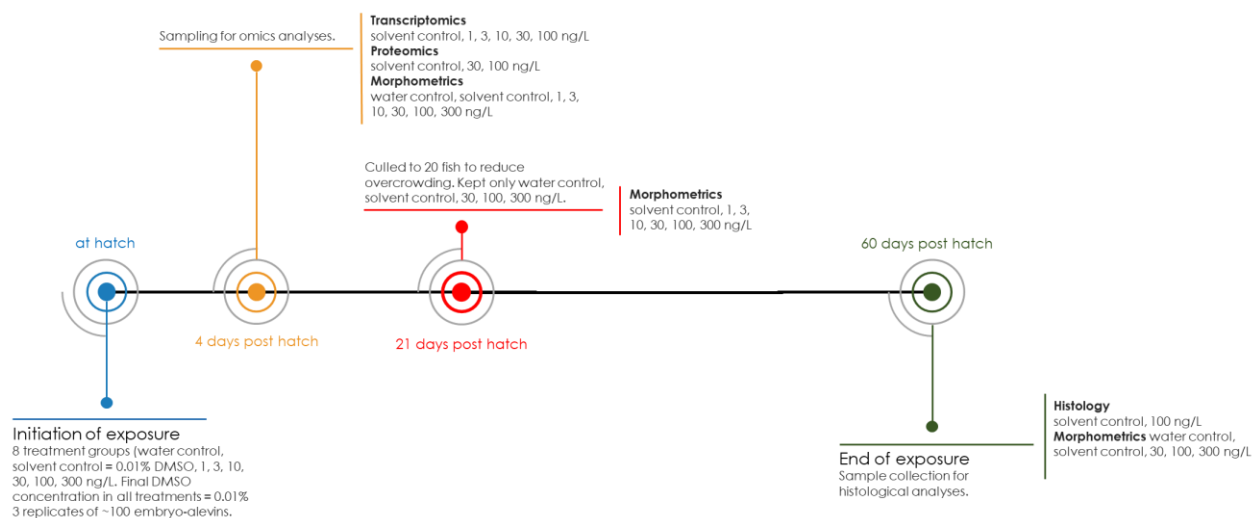 Sampling for omics analyses.
Transcriptomics
solvent control, 1, 3, 10, 30, 100 ng/L
Proteomics
solvent control, 30, 100 ng/L
Morphometrics
water control, solvent control, 1, 3,
10, 30, 100, 300 ng/L
Culled to 20 fish to reduce
overcrowding. Kept only water control,
solvent control, 30, 100, 300 ng/L.
Morphometrics
solvent control, 1, 3,
10, 30, 100, 300 ng/L
at hatch
60 days post hatch
4 days post hatch
21 days post hatch
Initiation of exposure
8 treatment groups (water control,
solvent control = 0.01% DMSO, 1, 3, 10,
30, 100, 300 ng/L. Final DMSO
concentration in all treatments = 0.01%
3 replicates of ~100 embryo-alevins.
End of exposure
Sample collection for
histological analyses.
Histology
solvent control, 100 ng/L
Morphometrics water control,
solvent control, 30, 100, 300 ng/L